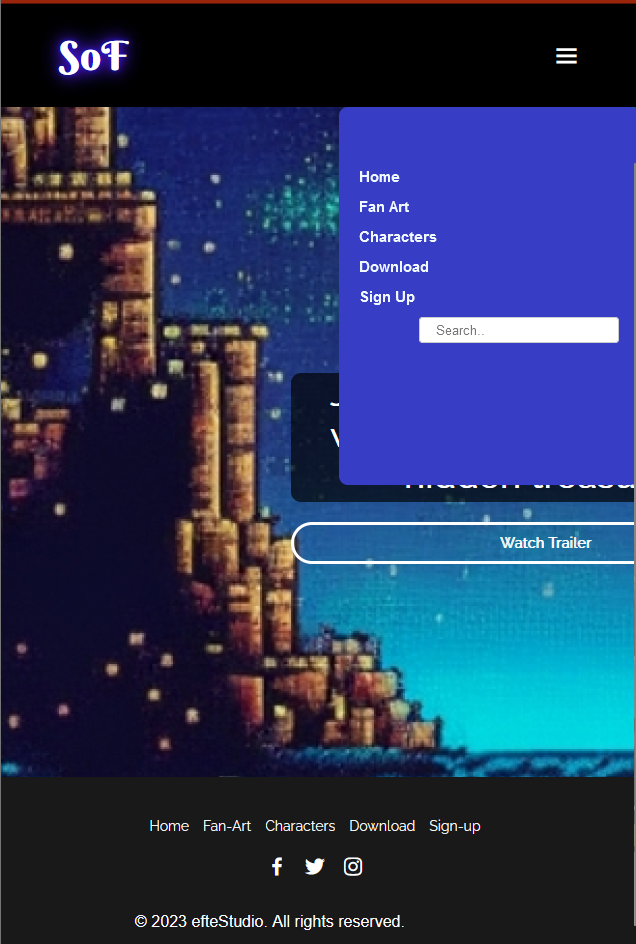 SoF
Home
Fan Art
Characters
Download
Sign Up
Search..
hidden
Watch Trailer
Home Fan-Art Characters Download Sign-up
© 2023 efteStudio. All rights reserved.